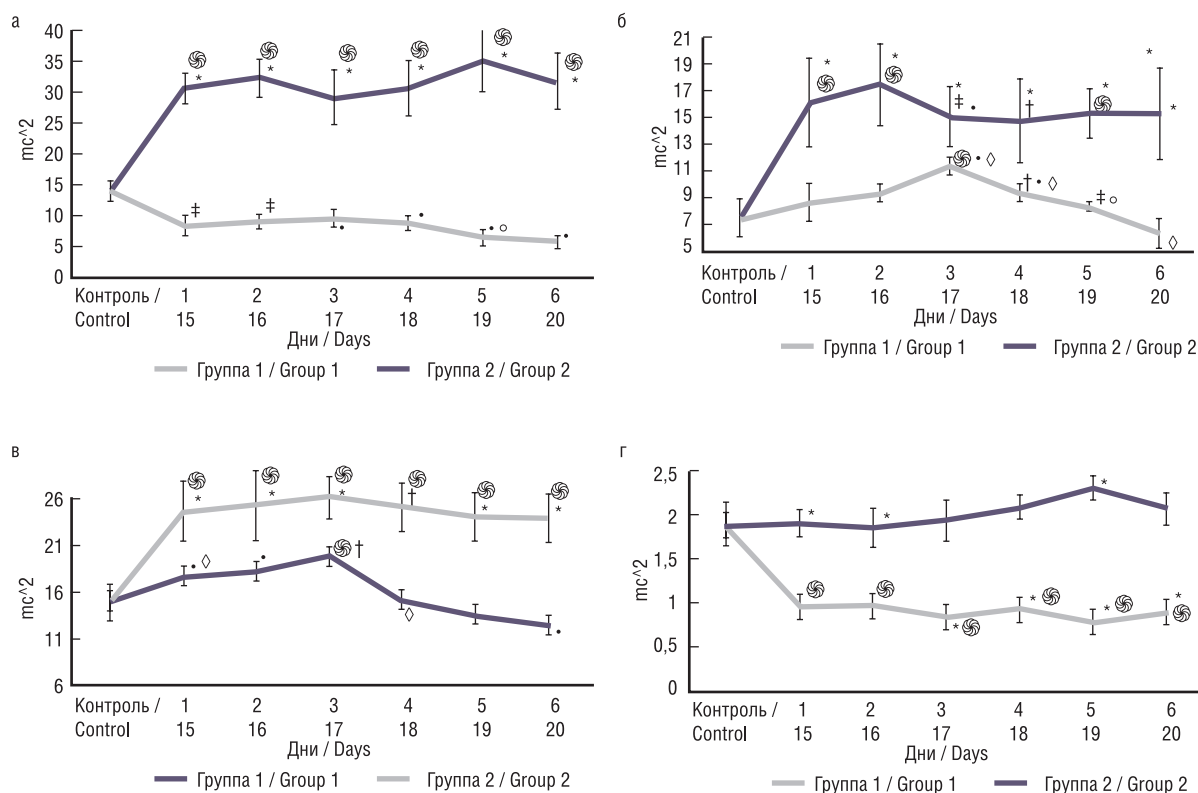 а
40
35
30
25
20
15
10
5
0
mc^2
* * * * * *
‡ ‡ • • • ○ •
Контроль / 1 2 3 4 5 6
Control 15 16 17 18 19 20
Дни / Days
Группа 1 / Group 1 Группа 2 / Group 2
б
21
19
17
15
13
11
9
7
5
mc^2
* * * ‡ • * † * * *
• ◊ † • ◊ ‡ ○ ◊
Контроль / 1 2 3 4 5 6
Control 15 16 17 18 19 20
Дни / Days
Группа 1 / Group 1 Группа 2 / Group 2
в
26
21
16
11
6
mc^2
* * * † * *
• ◊ • † ◊ •
Контроль / 1 2 3 4 5 6
Control 15 16 17 18 19 20
Дни / Days
Группа 1 / Group 1 Группа 2 / Group 2
г
2,5
2
1,5
1
0,5
0
mc^2
* * *
* * * *
Контроль / 1 2 3 4 5 6
Control 15 16 17 18 19 20
Дни / Days
Группа 1 / Group 1 Группа 2 / Group 2